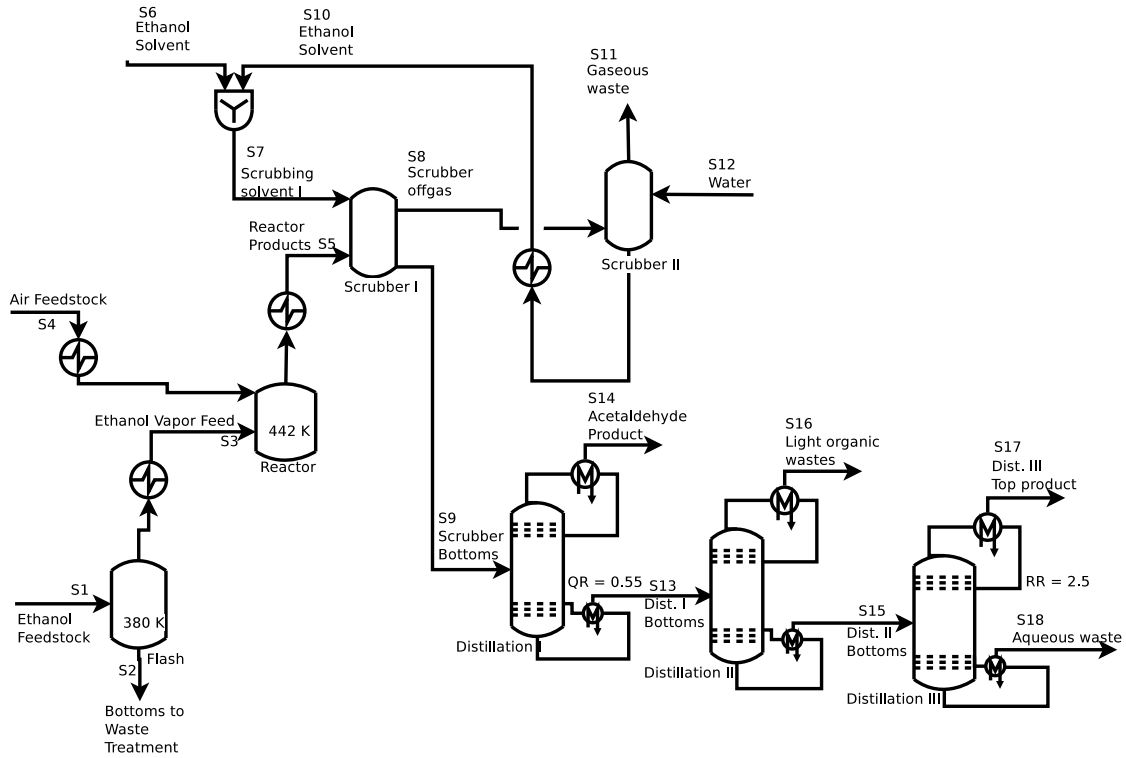 S6
Ethanol
Solvent
S10
Ethanol
Solvent
S11
Gaseous
waste
S7
Scrubbing
solvent I
S8
Scrubber
offgas
S12
Water
Reactor
Products S5
Scrubber I
Scrubber II
Air Feedstock
S4
Ethanol Vapor Feed
S3
442 K
Reactor
S14
Acetaldehyde
Product
S16
Light organic
wastes
S17
Dist. III
Top product
S9
Scrubber
Bottoms
QR = 0.55
S13
Dist. I
Bottoms
RR = 2.5
S1
Ethanol
Feedstock
380 K
Flash
S2
Bottoms to
Waste
Treatment
Distillation I
S15
Dist. II
Bottoms
S18
Aqueous waste
Distillation II
Distillation III